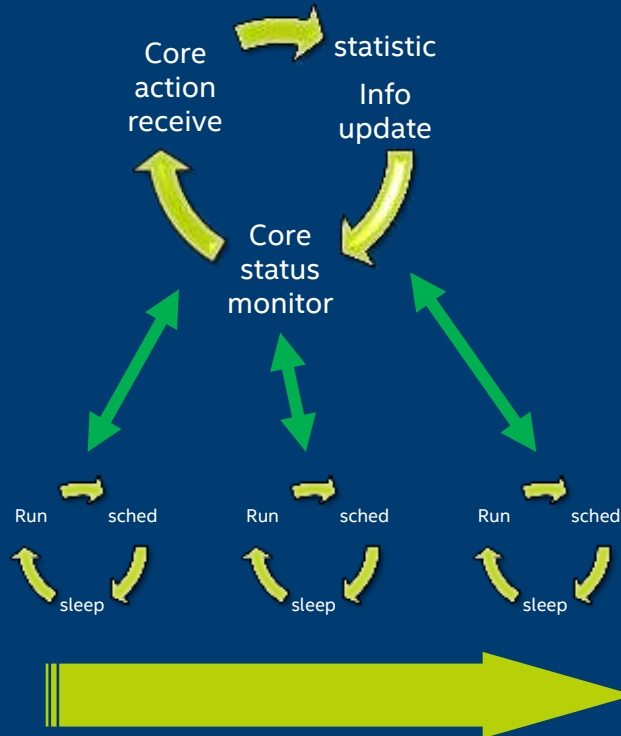 Core
action
receive
statistic
Info
update
Core
status
monitor
Run
sched
sleep
Run
sched
sleep
Run
sched
sleep